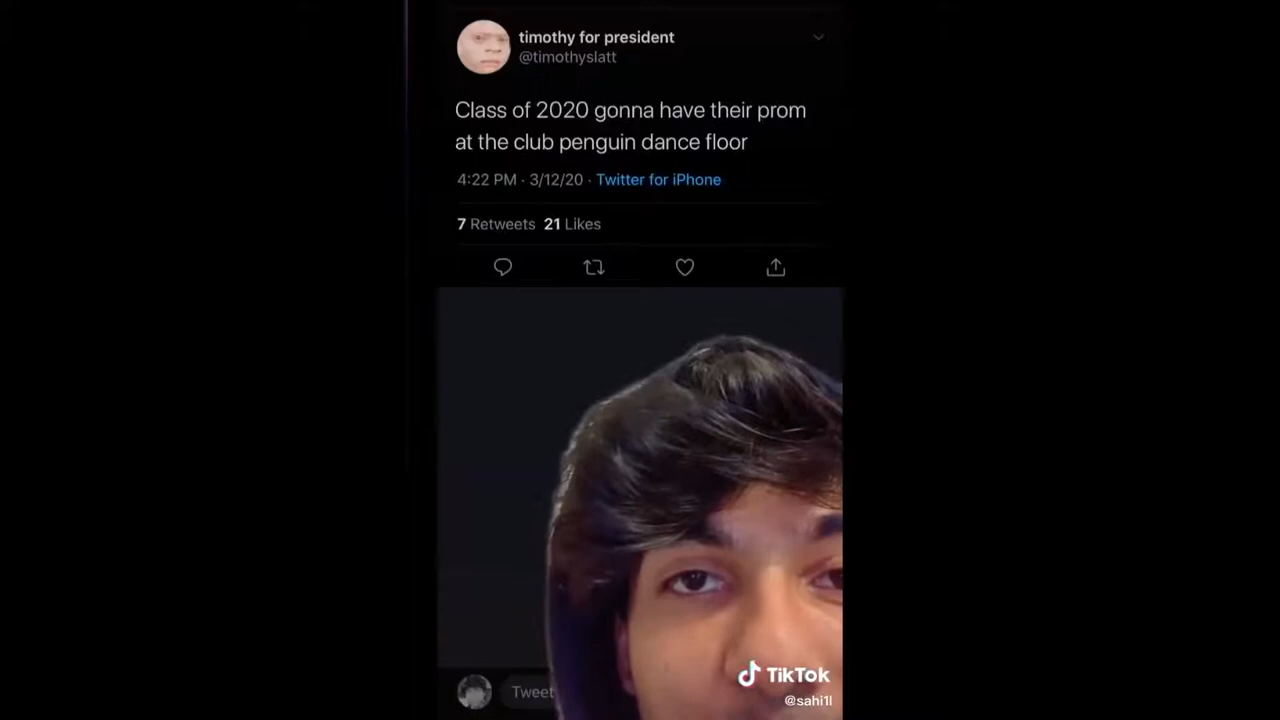 timothy for president
@timothyslatt
Class of 2020 gonna have their prom
at the club penguin dance floor
4:22 PM · 3/12/20 · Twitter for iPhone
7 Retweets 21 Likes
Tweet
TikTok
@sahi1l